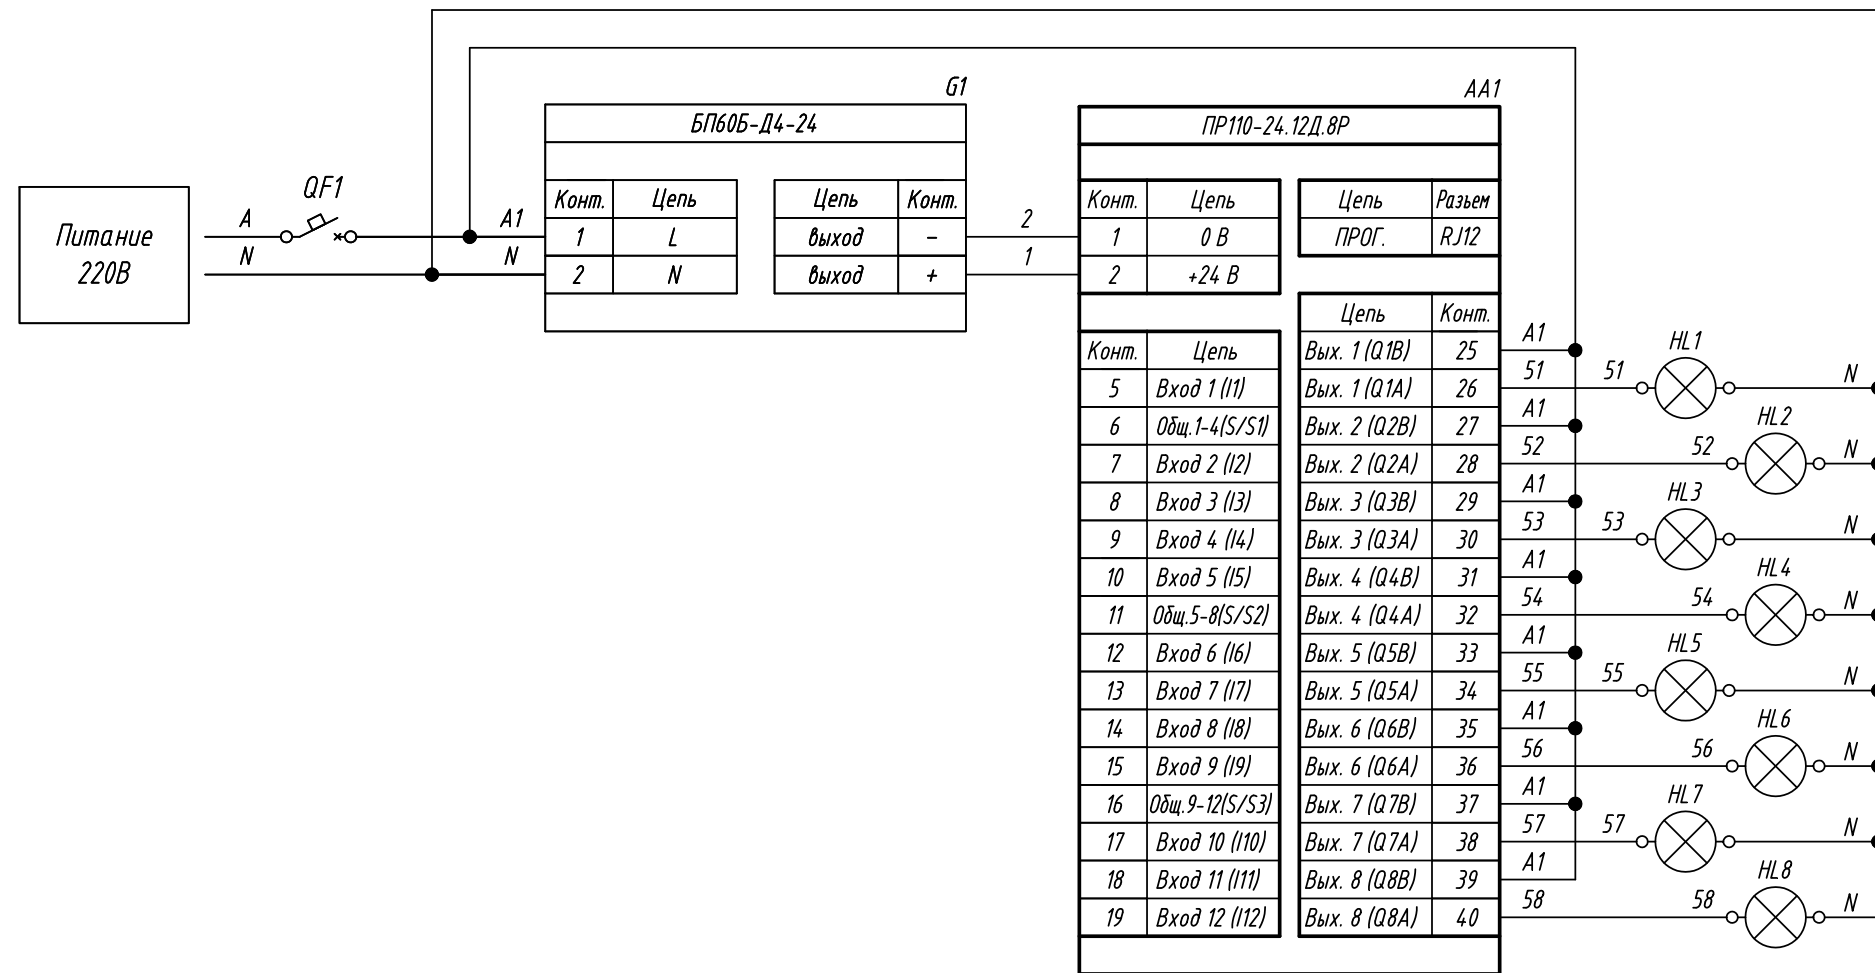 G1
AA1
БП60Б-Д4-24
ПР110-24.12Д.8Р
Питание
220В
QF1
A
N
A1
N
Конт. Цепь
1 L
2 N
Цепь Конт.
выход -
выход +
2
1
Конт. Цепь
1 0 В
2 +24 В
Цепь Разьем
ПРОГ. RJ12
Конт. Цепь
5 Вход 1 (I1)
6 Общ.1-4(S/S1)
7 Вход 2 (I2)
8 Вход 3 (I3)
9 Вход 4 (I4)
10 Вход 5 (I5)
11 Общ.5-8(S/S2)
12 Вход 6 (I6)
13 Вход 7 (I7)
14 Вход 8 (I8)
15 Вход 9 (I9)
16 Общ.9-12(S/S3)
17 Вход 10 (I10)
18 Вход 11 (I11)
19 Вход 12 (I12)
Цепь Конт.
Вых. 1 (Q1B) 25 A1
Вых. 1 (Q1A) 26 51 51 HL1 N
Вых. 2 (Q2B) 27 A1
Вых. 2 (Q2A) 28 52 52 HL2 N
Вых. 3 (Q3B) 29 A1
Вых. 3 (Q3A) 30 53 53 HL3 N
Вых. 4 (Q4B) 31 A1
Вых. 4 (Q4A) 32 54 54 HL4 N
Вых. 5 (Q5B) 33 A1
Вых. 5 (Q5A) 34 55 55 HL5 N
Вых. 6 (Q6B) 35 A1
Вых. 6 (Q6A) 36 56 56 HL6 N
Вых. 7 (Q7B) 37 A1
Вых. 7 (Q7A) 38 57 57 HL7 N
Вых. 8 (Q8B) 39 A1
Вых. 8 (Q8A) 40 58 58 HL8 N